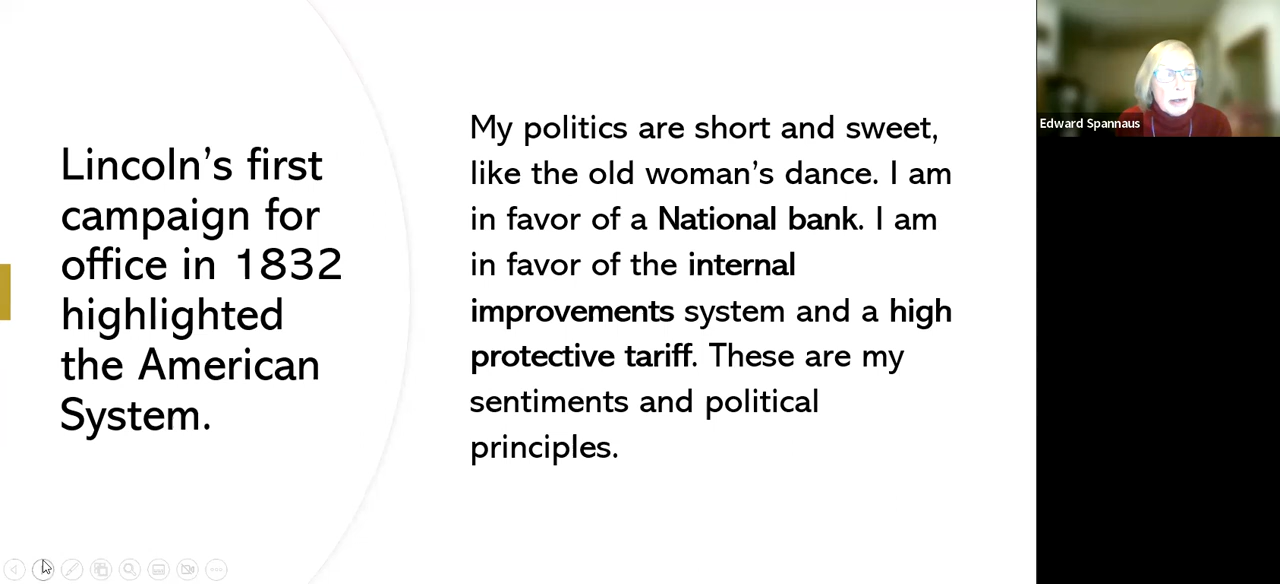 Lincoln’s first
campaign for
office in 1832
highlighted
the American
System.
My politics are short and sweet,
like the old woman’s dance. I am
in favor of a National bank. I am
in favor of the internal
improvements system and a high
protective tariff. These are my
sentiments and political
principles.
Edward Spannaus